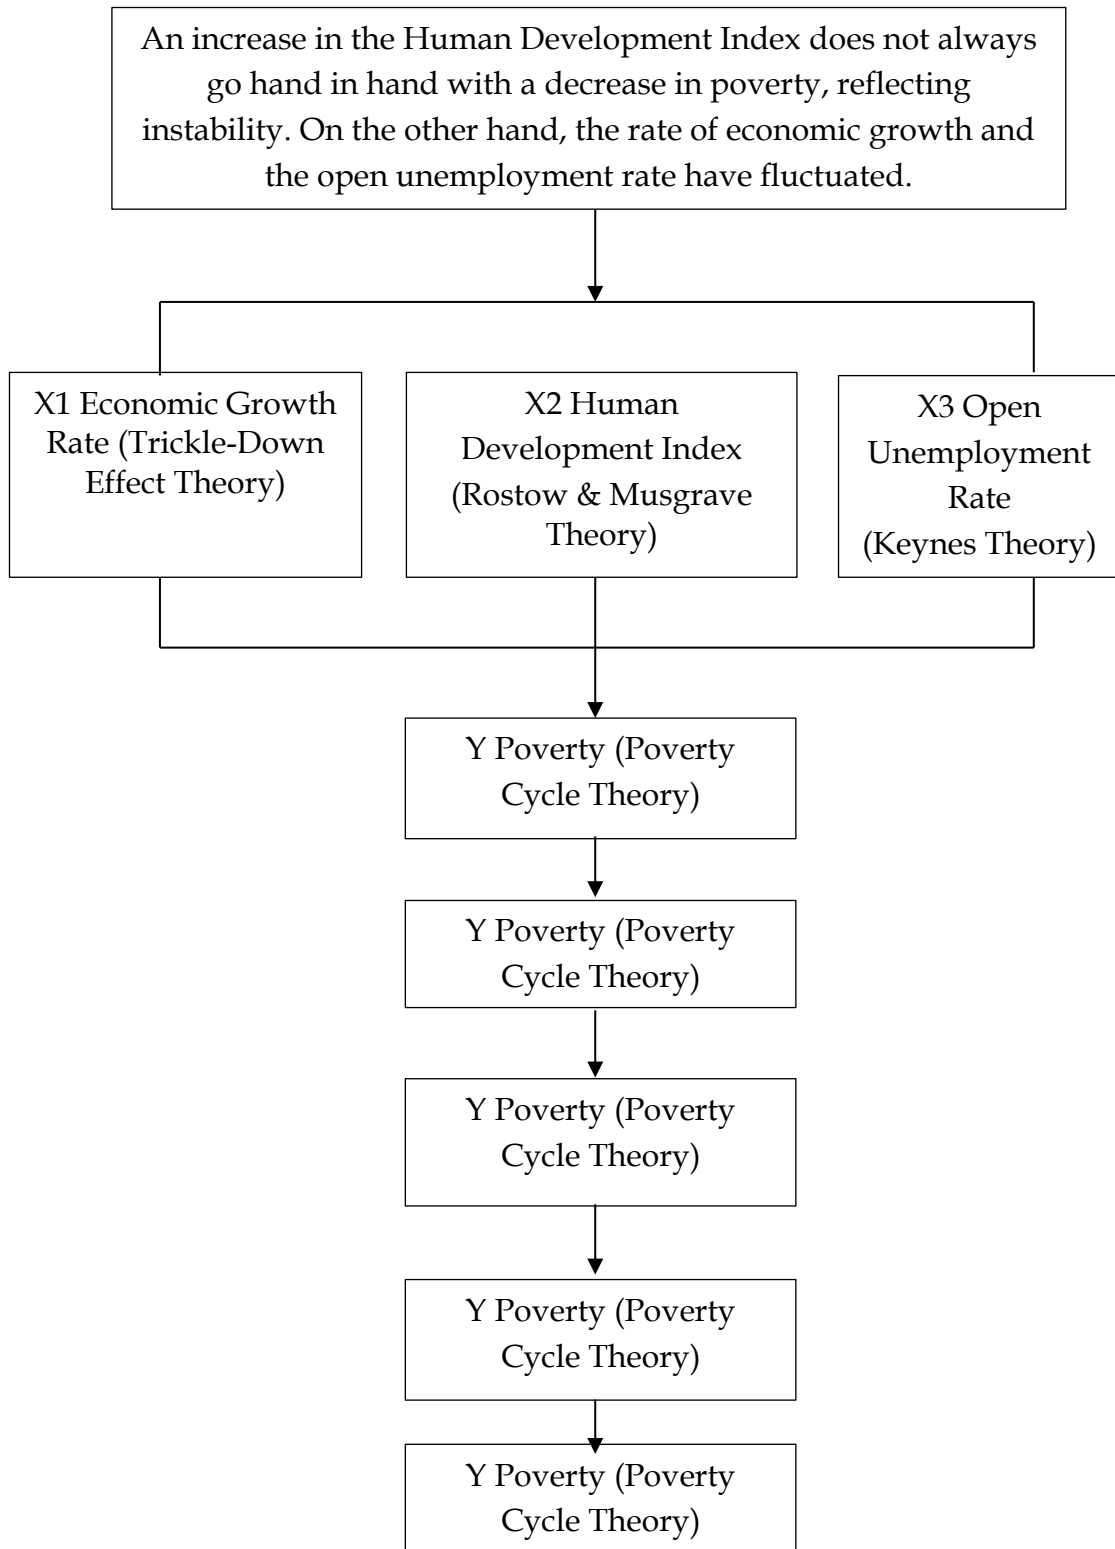 An increase in the Human Development Index does not always
go hand in hand with a decrease in poverty, reflecting
instability. On the other hand, the rate of economic growth and
the open unemployment rate have fluctuated.
X1 Economic Growth
Rate (Trickle-Down
Effect Theory)
X2 Human
Development Index
(Rostow & Musgrave
Theory)
X3 Open
Unemployment
Rate
(Keynes Theory)
Y Poverty (Poverty
Cycle Theory)
Y Poverty (Poverty
Cycle Theory)
Y Poverty (Poverty
Cycle Theory)
Y Poverty (Poverty
Cycle Theory)
Y Poverty (Poverty
Cycle Theory)